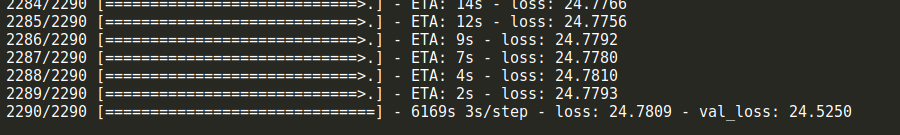 2284/2290 [============================>.] - ETA: 14s - loss: 24.7766
2285/2290 [============================>.] - ETA: 12s - loss: 24.7756
2286/2290 [============================>.] - ETA: 9s - loss: 24.7792
2287/2290 [============================>.] - ETA: 7s - loss: 24.7780
2288/2290 [============================>.] - ETA: 4s - loss: 24.7810
2289/2290 [============================>.] - ETA: 2s - loss: 24.7793
2290/2290 [==============================] - 6169s 3s/step - loss: 24.7809 - val_loss: 24.5250